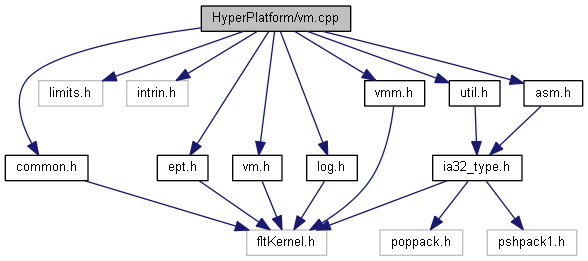 HyperPlatform/vm.cpp
limits.h
intrin.h
vmm.h
util.h
asm.h
common.h
ept.h
vm.h
log.h
ia32_type.h
fltKernel.h
poppack.h
pshpack1.h